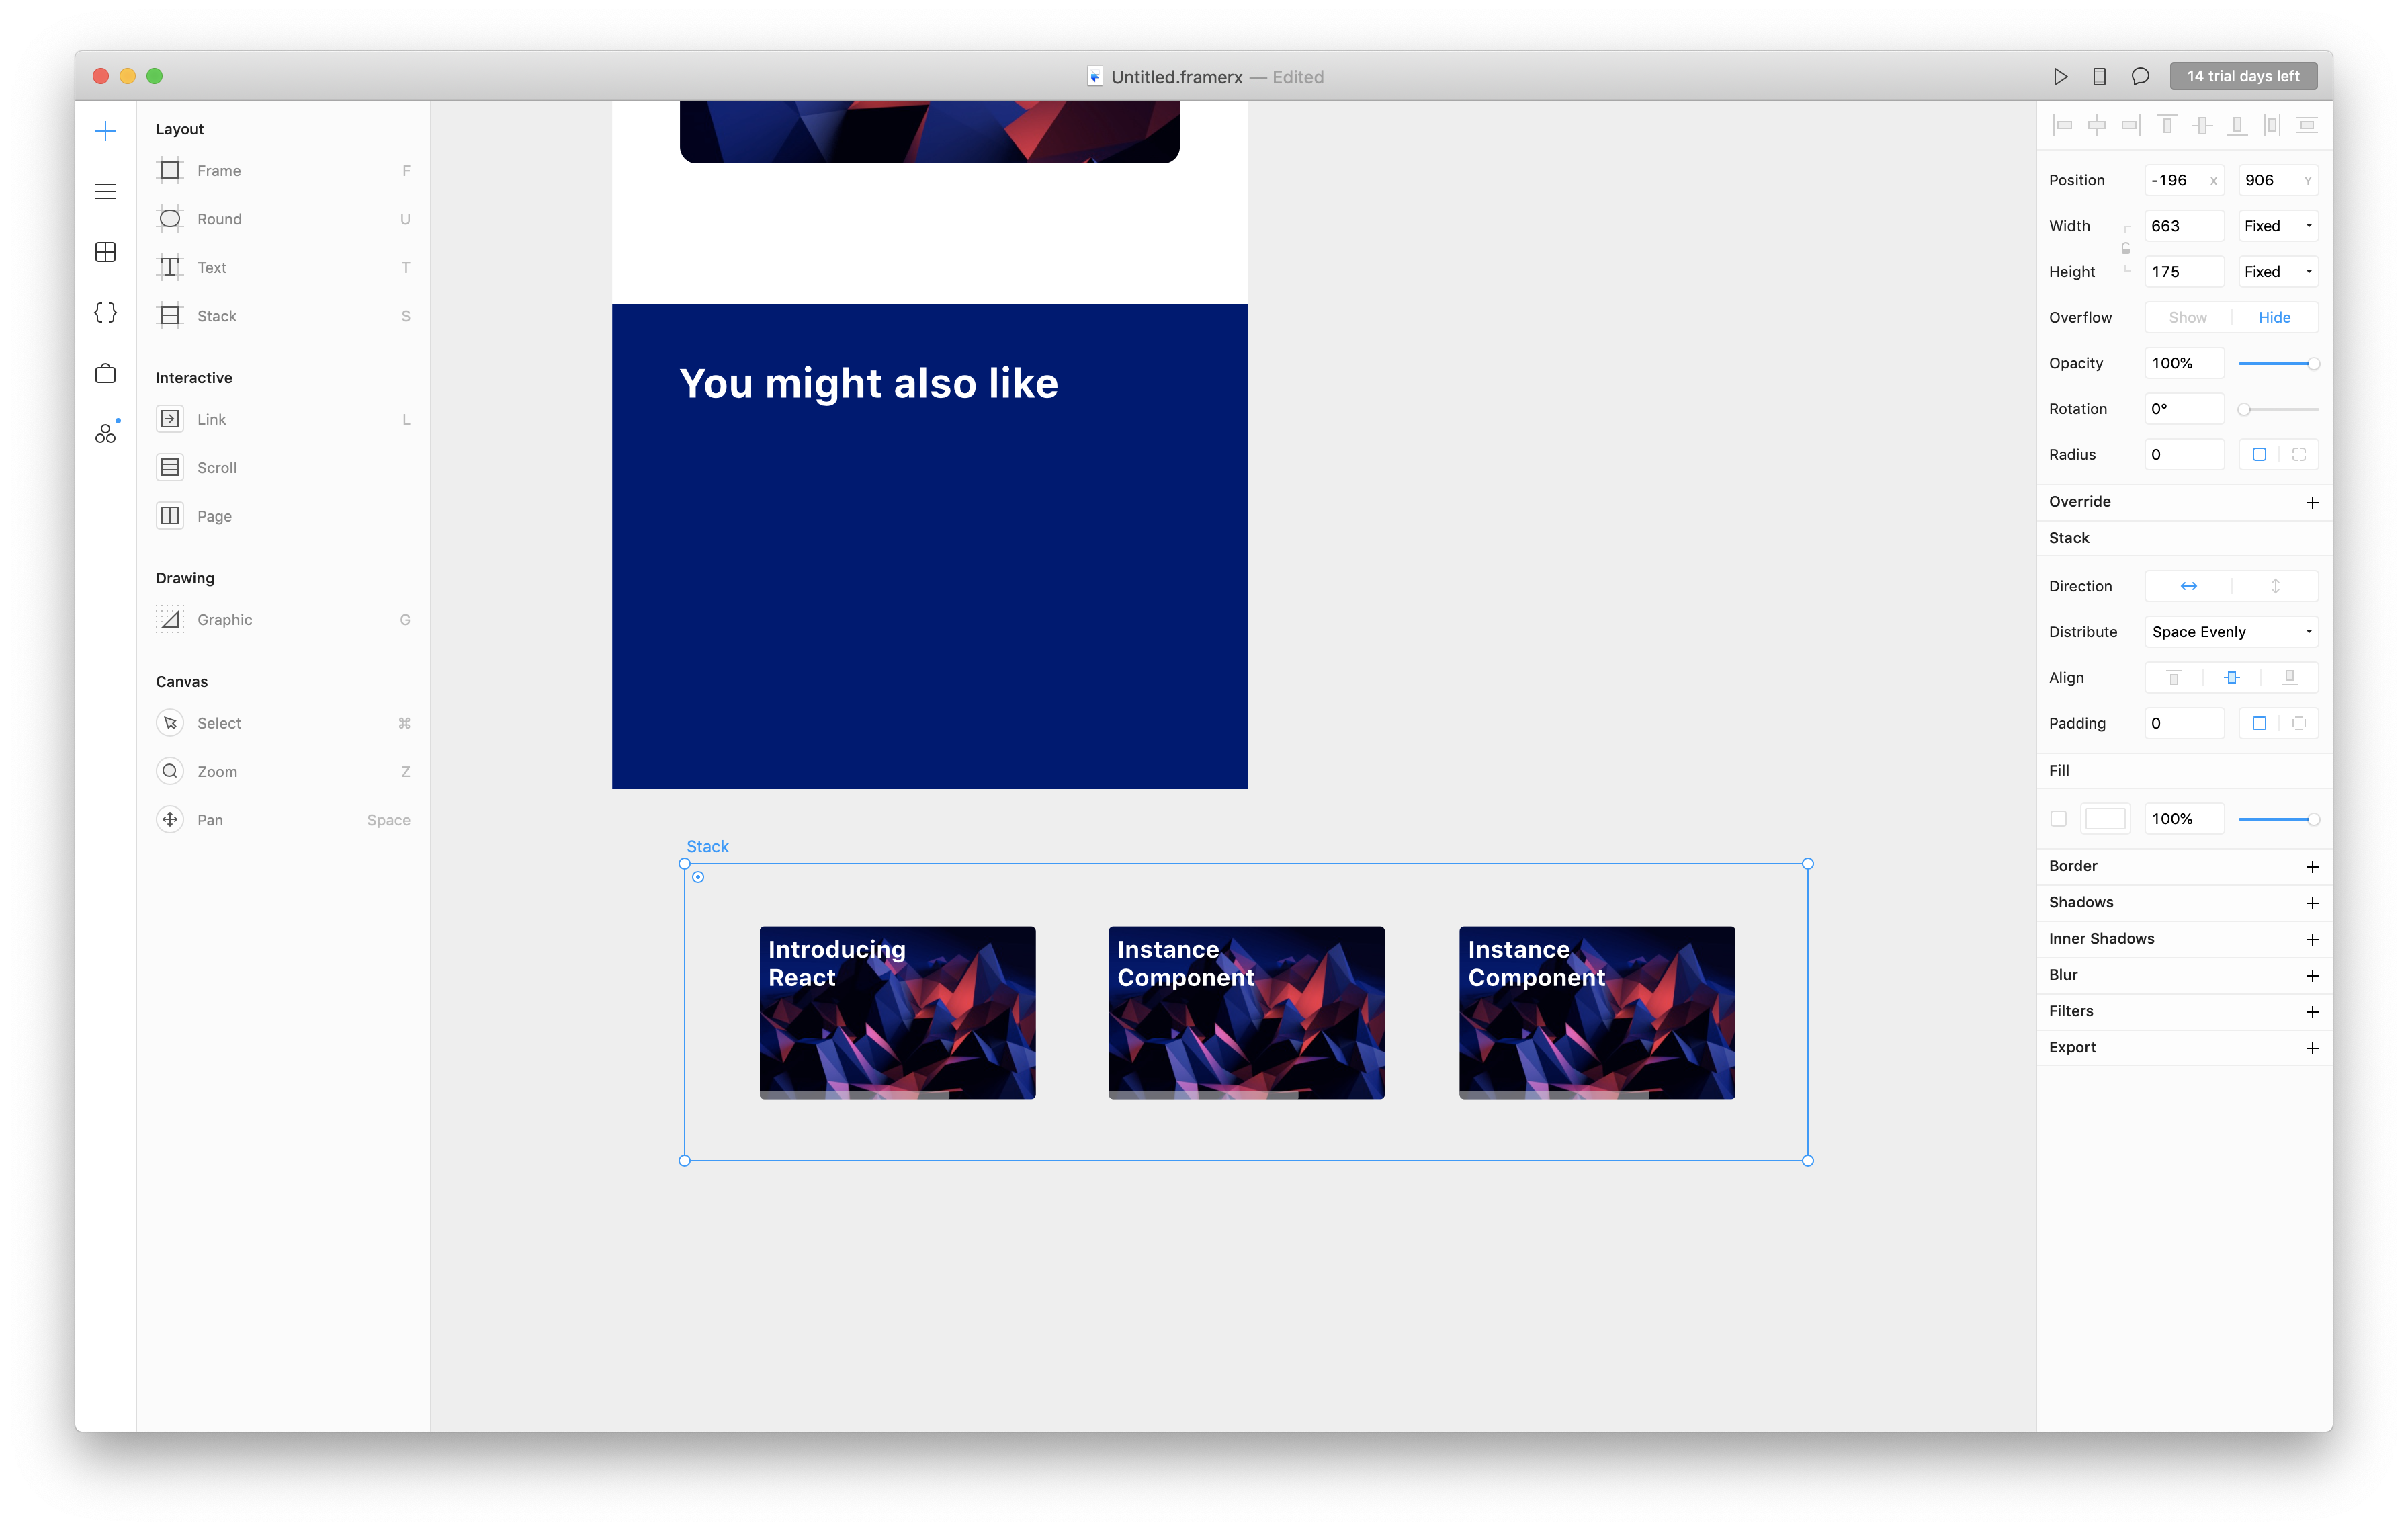 Untitled.framerx — Edited
14 trial days left
Layout
Frame F
Round U
Text T
Stack S
Interactive
Link L
Scroll
Page
Drawing
Graphic G
Canvas
Select ⌘
Zoom Z
Pan Space
You might also like
Stack
Introducing
React
Instance
Component
Instance
Component
Position -196 X 906 Y
Width 663 Fixed
Height 175 Fixed
Overflow Show Hide
Opacity 100%
Rotation 0°
Radius 0
Override
Stack
Direction
Distribute Space Evenly
Align
Padding 0
Fill
100%
Border
Shadows
Inner Shadows
Blur
Filters
Export